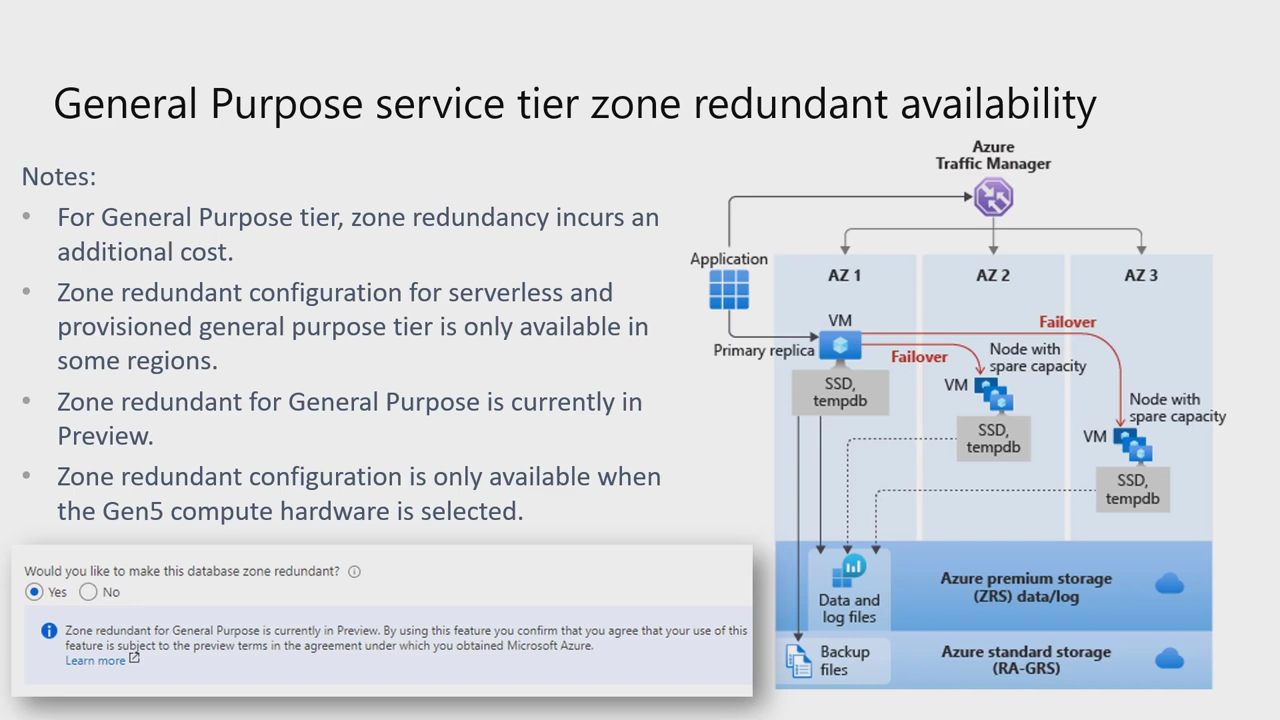 General Purpose service tier zone redundant availability
Notes:
• For General Purpose tier, zone redundancy incurs an
additional cost.
• Zone redundant configuration for serverless and
provisioned general purpose tier is only available in
some regions.
• Zone redundant for General Purpose is currently in
Preview.
• Zone redundant configuration is only available when
the Gen5 compute hardware is selected.
Would you like to make this database zone redundant?
Yes No
Zone redundant for General Purpose is currently in Preview. By using this feature you confirm that you agree that your use of this
feature is subject to the preview terms in the agreement under which you obtained Microsoft Azure.
Learn more
Azure
Traffic Manager
Application
AZ 1
AZ 2
AZ 3
VM
Primary replica
SSD,
tempdb
Failover
Failover
Node with
spare capacity
VM
SSD,
tempdb
Node with
spare capacity
VM
SSD,
tempdb
Data and
log files
Azure premium storage
(ZRS) data/log
Backup
files
Azure standard storage
(RA-GRS)